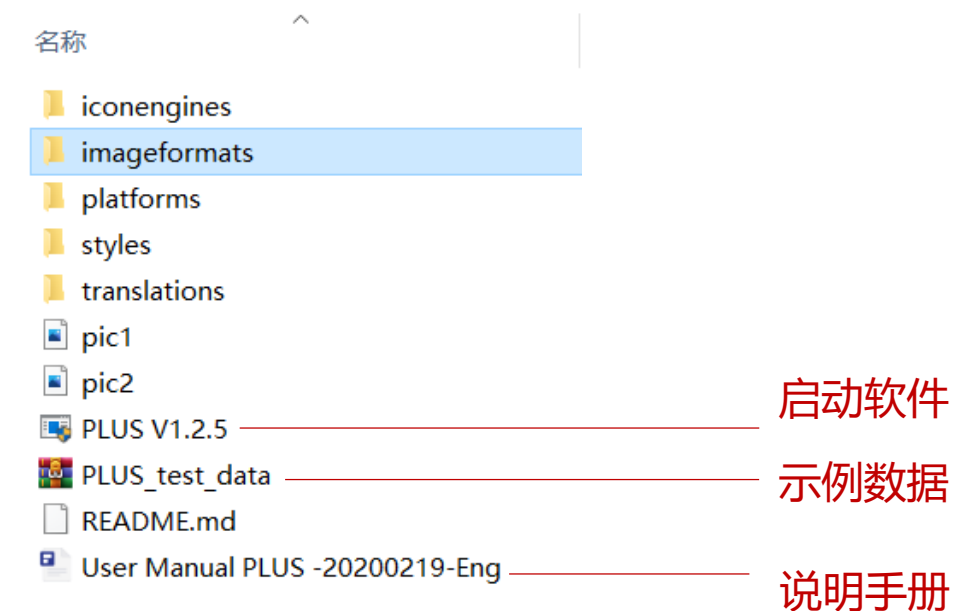 名称
iconengines
imageformats
platforms
styles
translations
pic1
pic2
PLUS V1.2.5
启动软件
PLUS_test_data
示例数据
README.md
User Manual PLUS -20200219-Eng
说明手册